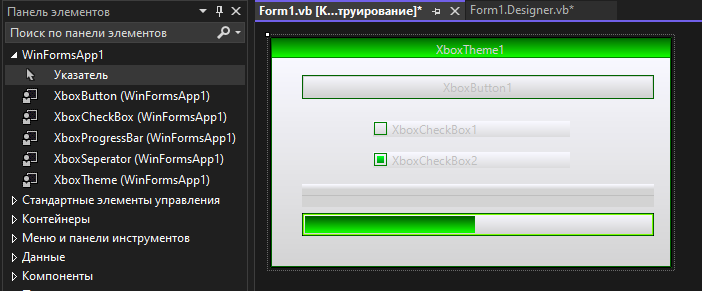 Панель элементов
Form1.vb [К...труирование]*
Form1.Designer.vb*
Поиск по панели элементов
WinFormsApp1
Указатель
XboxButton (WinFormsApp1)
XboxCheckBox (WinFormsApp1)
XboxProgressBar (WinFormsApp1)
XboxSeperator (WinFormsApp1)
XboxTheme (WinFormsApp1)
Стандартные элементы управления
Контейнеры
Меню и панели инструментов
Данные
Компоненты
XboxTheme1
XboxButton1
XboxCheckBox1
XboxCheckBox2